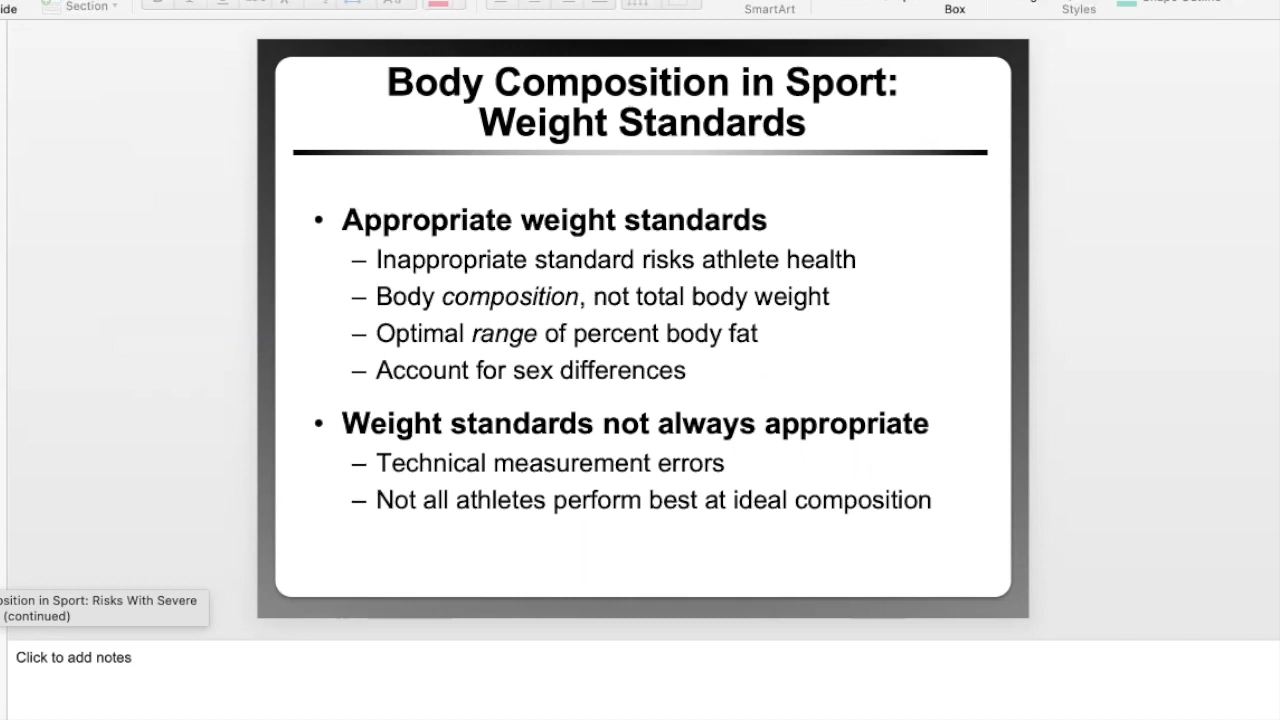 ide
Section
SmartArt
Box
Styles
Body Composition in Sport:
Weight Standards
• Appropriate weight standards
– Inappropriate standard risks athlete health
– Body composition, not total body weight
– Optimal range of percent body fat
– Account for sex differences
• Weight standards not always appropriate
– Technical measurement errors
– Not all athletes perform best at ideal composition
osition in Sport: Risks With Severe
(continued)
Click to add notes